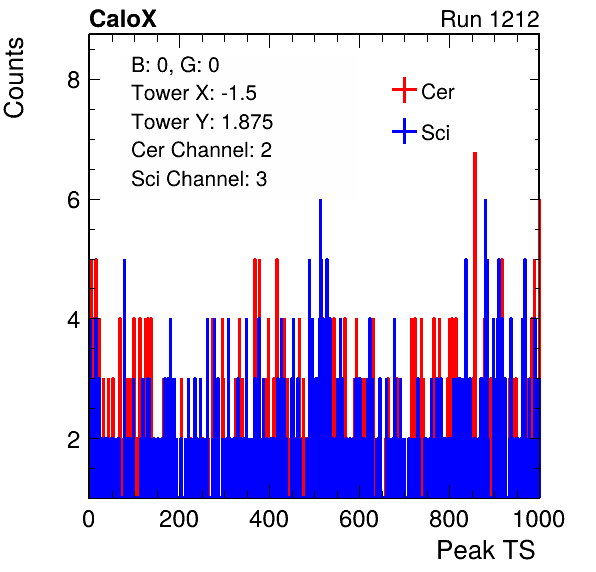 CaloX Run 1212
Counts
B: 0, G: 0
Tower X: -1.5
Tower Y: 1.875
Cer Channel: 2
Sci Channel: 3
Cer
Sci
8
6
4
2
0 200 400 600 800 1000
Peak TS